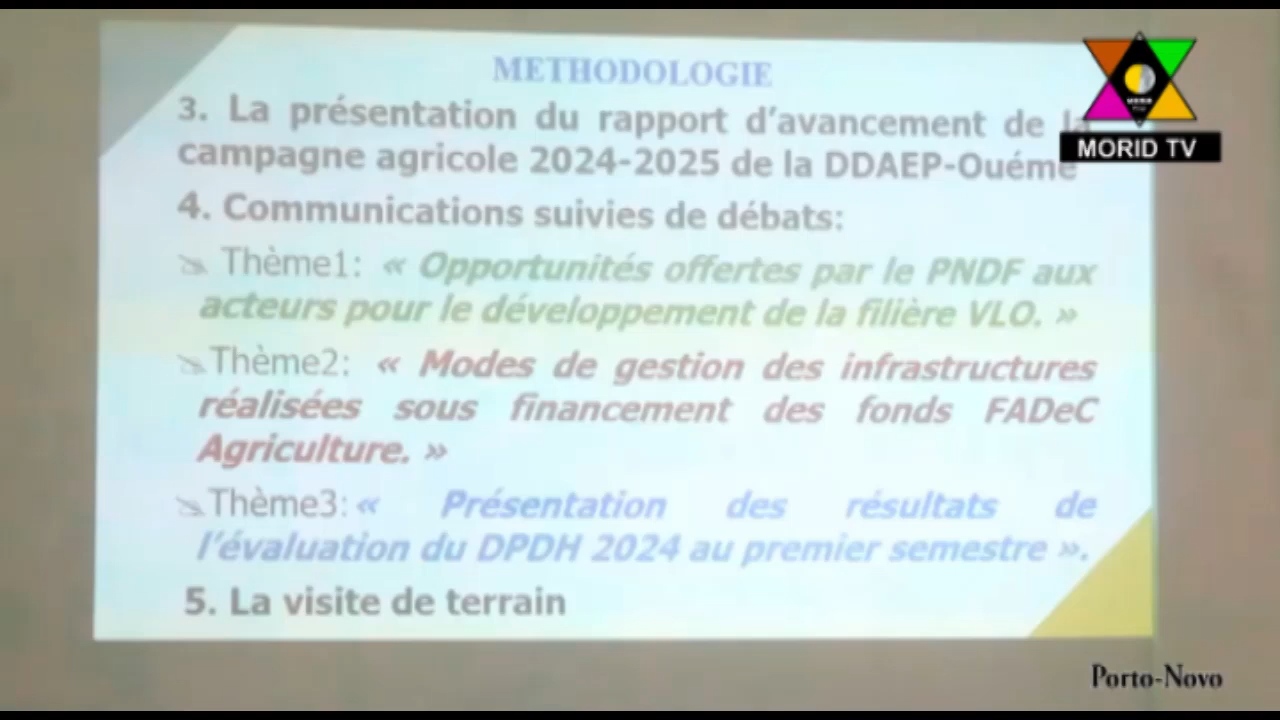 METHODOLOGIE
3. La présentation du rapport d’avancement de la
campagne agricole 2024-2025 de la DDAEP-Ouémé
4. Communications suivies de débats:
Thème1: « Opportunités offertes par le PNDF aux
acteurs pour le développement de la filière VLO. »
Thème2: « Modes de gestion des infrastructures
réalisées sous financement des fonds FADeC
Agriculture. »
Thème3: « Présentation des résultats de
l’évaluation du DPDH 2024 au premier semestre ».
5. La visite de terrain
MORID TV
Porto-Novo